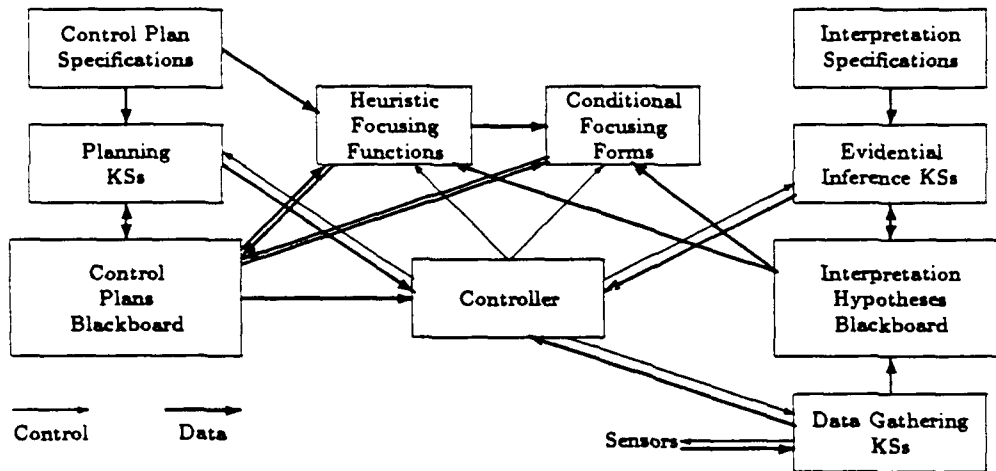 Control Plan
Specifications
Interpretation
Specifications
Heuristic
Focusing
Functions
Conditional
Focusing
Forms
Planning
KSs
Evidential
Inference KSs
Control
Plans
Blackboard
Controller
Interpretation
Hypotheses
Blackboard
Control
Data
Sensors
Data Gathering
KSs